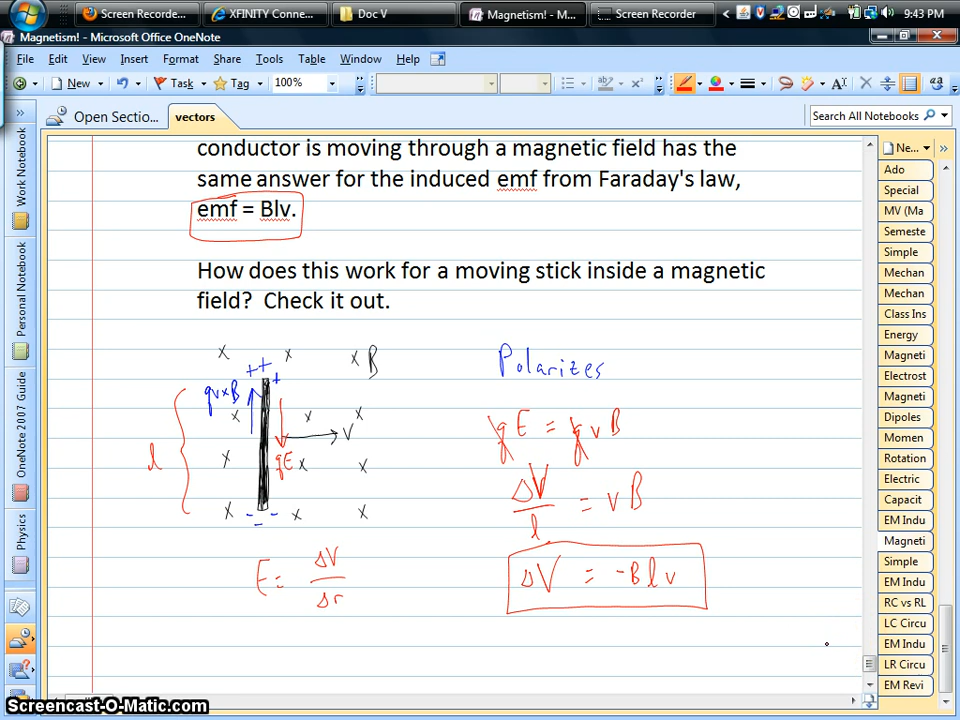 Screen Recorde...
XFINITY Conne...
Doc V
Magnetism! - M...
Screen Recorder
9:43 PM
Magnetism! - Microsoft Office OneNote
File Edit View Insert Format Share Tools Table Window Help
New Task Tag 100%
Open Sectio... vectors
Search All Notebooks
Ne...
Work Notebook
Personal Notebook
OneNote 2007 Guide
Physics
conductor is moving through a magnetic field has the
same answer for the induced emf from Faraday's law,
emf = Blv.
How does this work for a moving stick inside a magnetic
field? Check it out.
x x x B
+ + +
qvxB
x x x
V
l
qE
x x x
x - - - x x
E = ΔV / Δr
Polarizes
qE = qvB
ΔV / l = vB
ΔV = -Blv
Ado
Special
MV (Ma
Semeste
Simple
Mechan
Mechan
Class Ins
Energy
Magneti
Electrost
Magneti
Dipoles
Momen
Electric
Capacit
EM Indu
Magneti
Simple
EM Indu
RC vs RL
LC Circu
EM Indu
LR Circu
EM Revi
Screencast-O-Matic.com